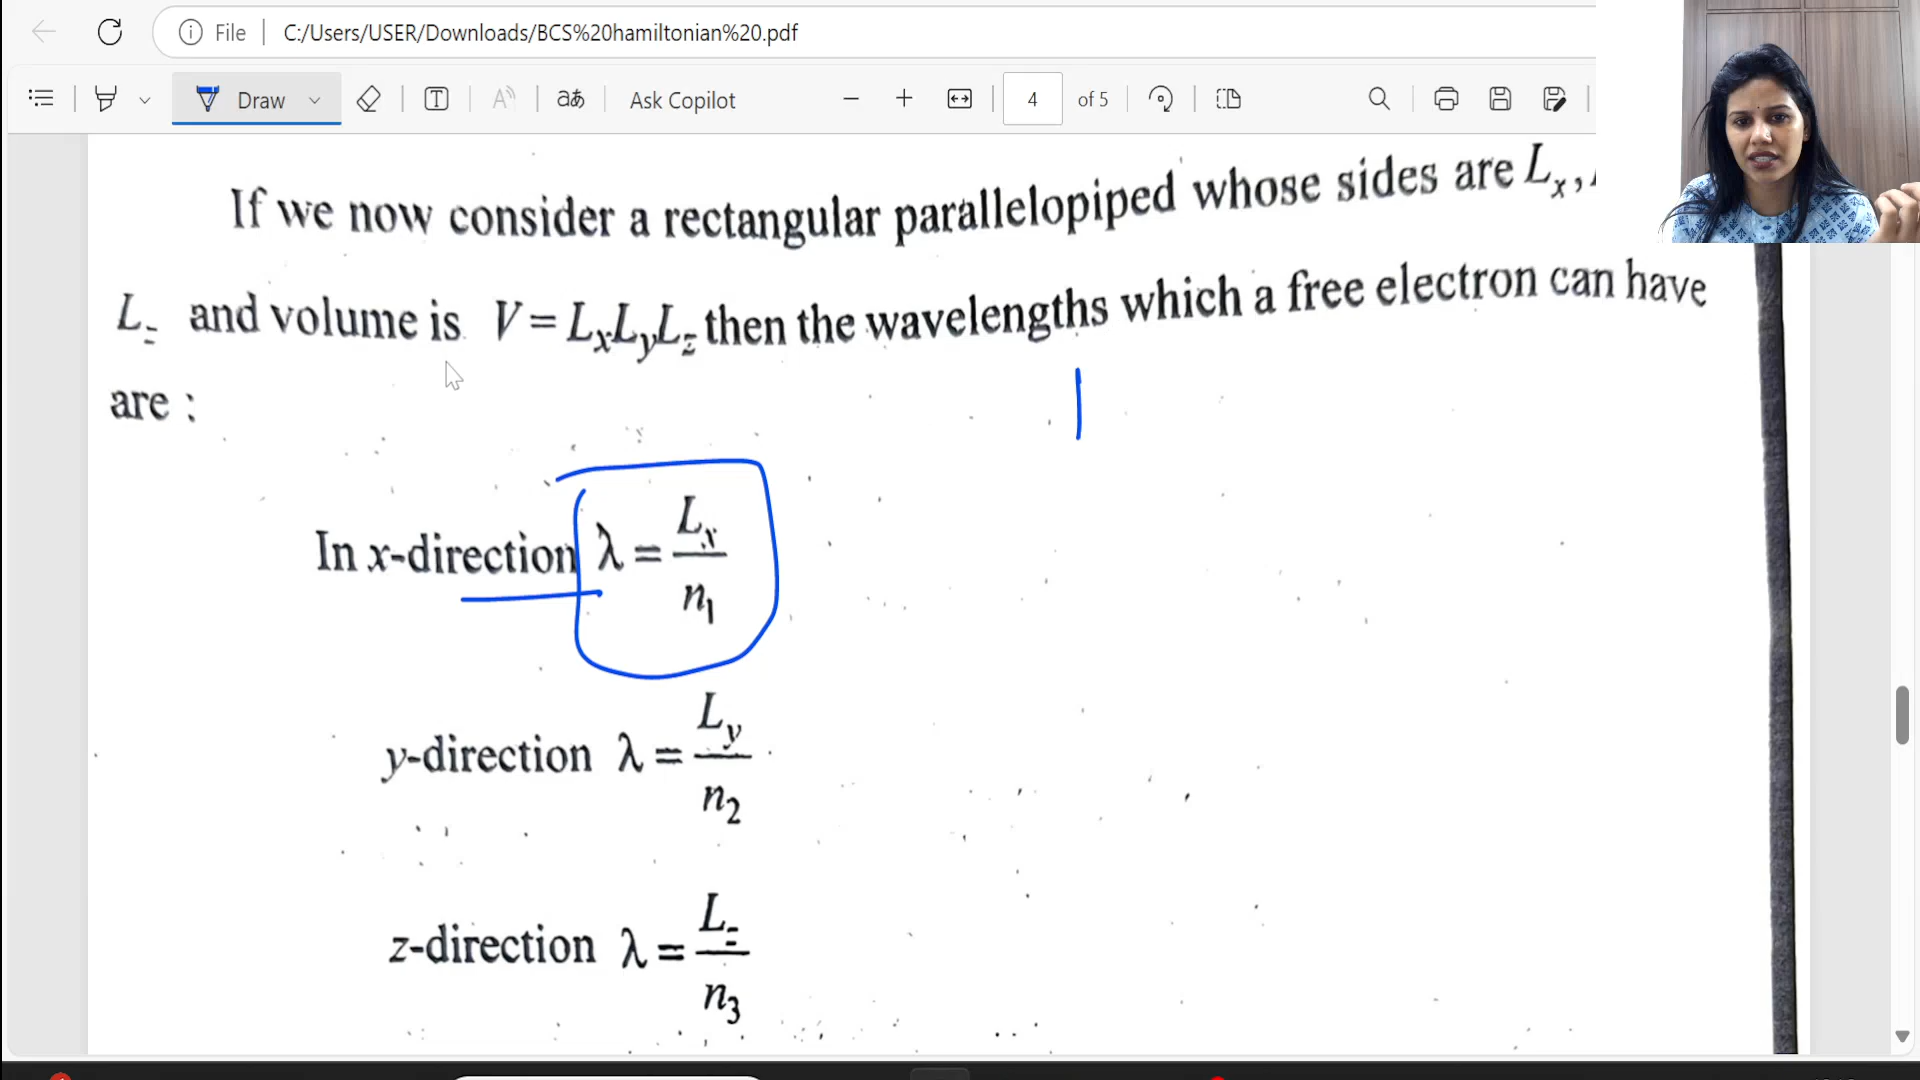 File C:/Users/USER/Downloads/BCS%20hamiltonian%20.pdf
Draw aあ Ask Copilot 4 of 5
If we now consider a rectangular parallelopiped whose sides are Lx,
Lz and volume is V = LxLyLz then the wavelengths which a free electron can have
are :
In x-direction λ = Lx/n1
y-direction λ = Ly/n2
z-direction λ = Lz/n3